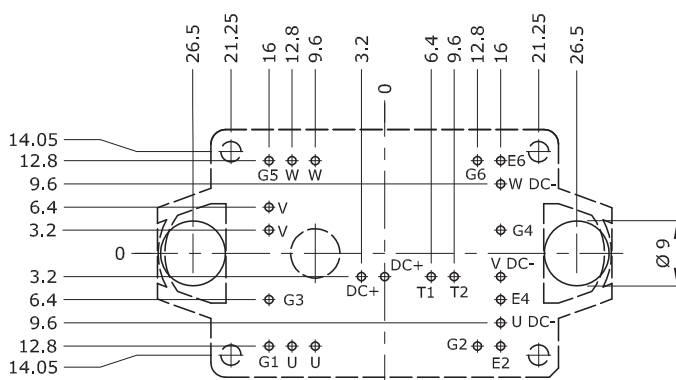 26.5 21.25 16 12.8 9.6 3.2 0 6.4 9.6 12.8 16 21.25 26.5
14.05
12.8 G5 W W G6 E6
9.6 W DC-
6.4 V
3.2 V G4
0 Ø 9
DC+ V DC-
3.2 DC+ T1 T2
6.4 G3 E4
9.6 U DC-
12.8 G1 U U G2 E2
14.05